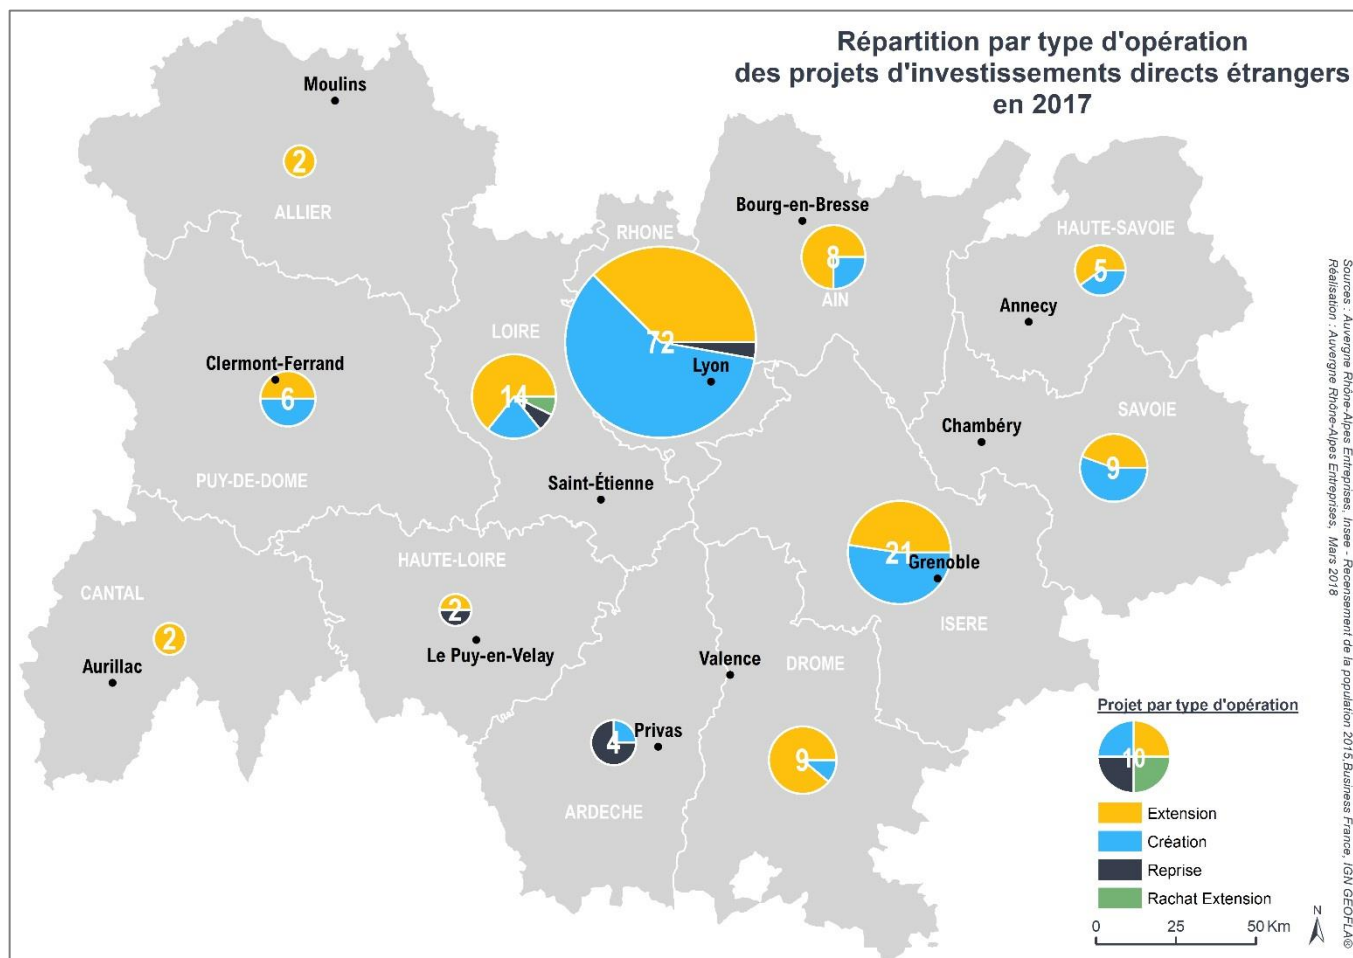 Répartition par type d'opération
des projets d'investissements directs étrangers
en 2017
Moulins
2
ALLIER
Bourg-en-Bresse
8
AIN
RHONE
72
Lyon
HAUTE-SAVOIE
5
Annecy
LOIRE
14
Clermont-Ferrand
6
PUY-DE-DOME
Saint-Étienne
Chambéry
SAVOIE
9
21
Grenoble
ISERE
HAUTE-LOIRE
2
Le Puy-en-Velay
CANTAL
2
Aurillac
Valence
DROME
9
4
Privas
ARDECHE
Projet par type d'opération
10
Extension
Création
Reprise
Rachat Extension
0 25 50 Km
N
Sources : Auvergne Rhône-Alpes Entreprises, Insee - Recensement de la population 2015,Business France, IGN GEOFLA®
Réalisation : Auvergne Rhône-Alpes Entreprises, Mars 2018